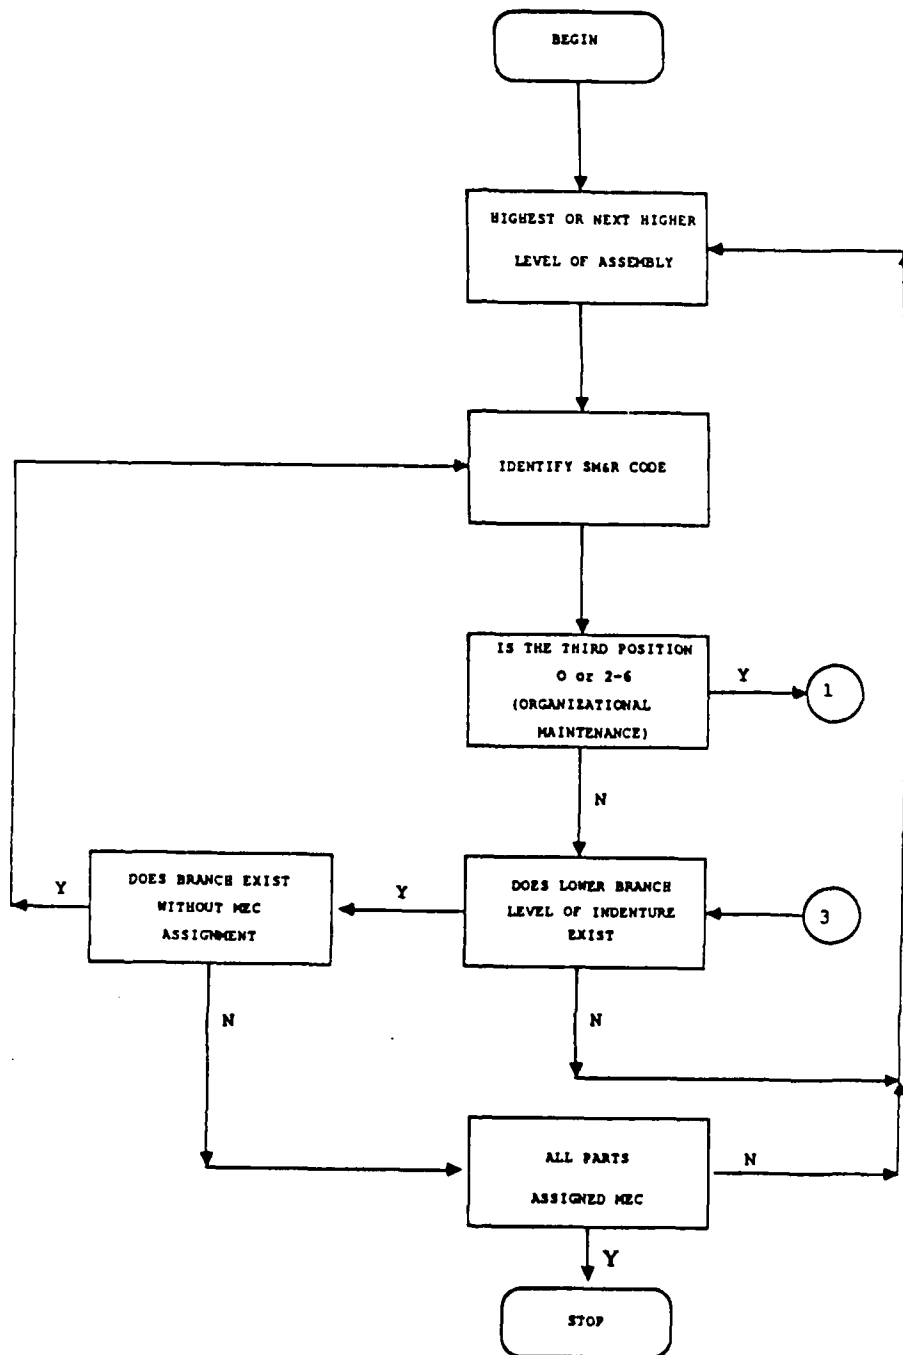 BEGIN
HIGHEST OR NEXT HIGHER
LEVEL OF ASSEMBLY
IDENTIFY SM&R CODE
IS THE THIRD POSITION
O or 2-6
(ORGANIZATIONAL
MAINTENANCE)
Y
1
N
DOES BRANCH EXIST
WITHOUT MEC
ASSIGNMENT
Y
Y
DOES LOWER BRANCH
LEVEL OF INDENTURE
EXIST
3
N
N
ALL PARTS
ASSIGNED MEC
N
Y
STOP